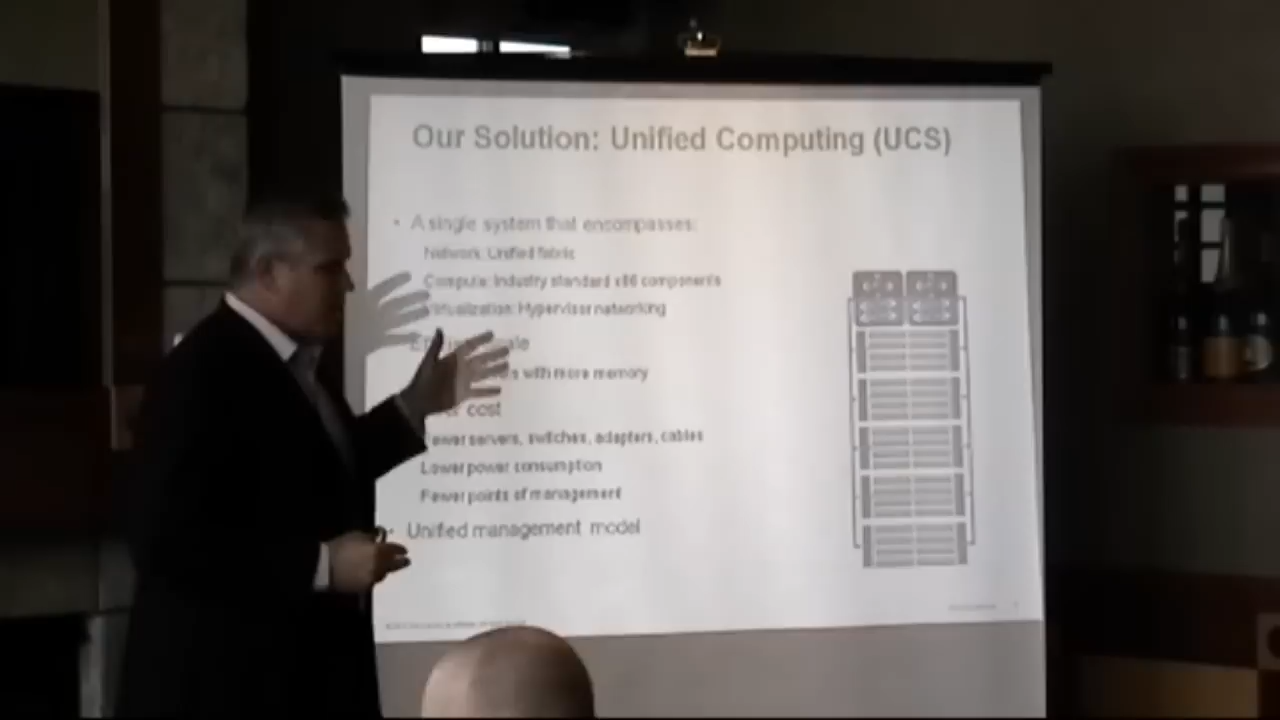 Our Solution: Unified Computing (UCS)
• A single system that encompasses:
Network: Unified fabric
Compute: Industry standard x86 components
Virtualization: Hypervisor networking
with more memory
cost
Fewer servers, switches, adapters, cables
Lower power consumption
Fewer points of management
• Unified management model